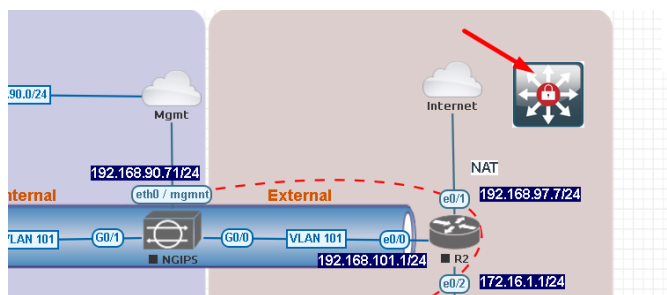 .90.0/24
Mgmt
Internet
192.168.90.71/24
NAT
nternal
eth0 / mgmnt
External
e0/1
192.168.97.7/24
VLAN 101
G0/1
G0/0
VLAN 101
e0/0
NGIPS
192.168.101.1/24
R2
e0/2
172.16.1.1/24